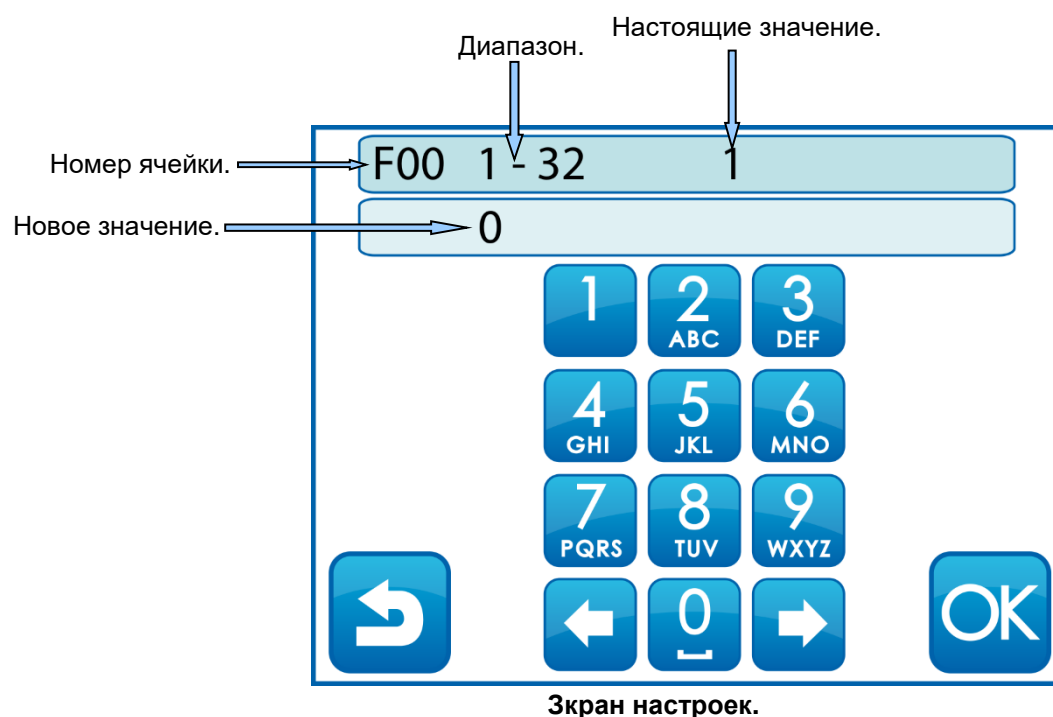 Настоящие значение.
Диапазон.
Номер ячейки.
F00 1 - 32 1
Новое значение.
0
1 2 3
ABC DEF
4 5 6
GHI JKL MNO
7 8 9
PQRS TUV WXYZ
0
OK
Зкран настроек.